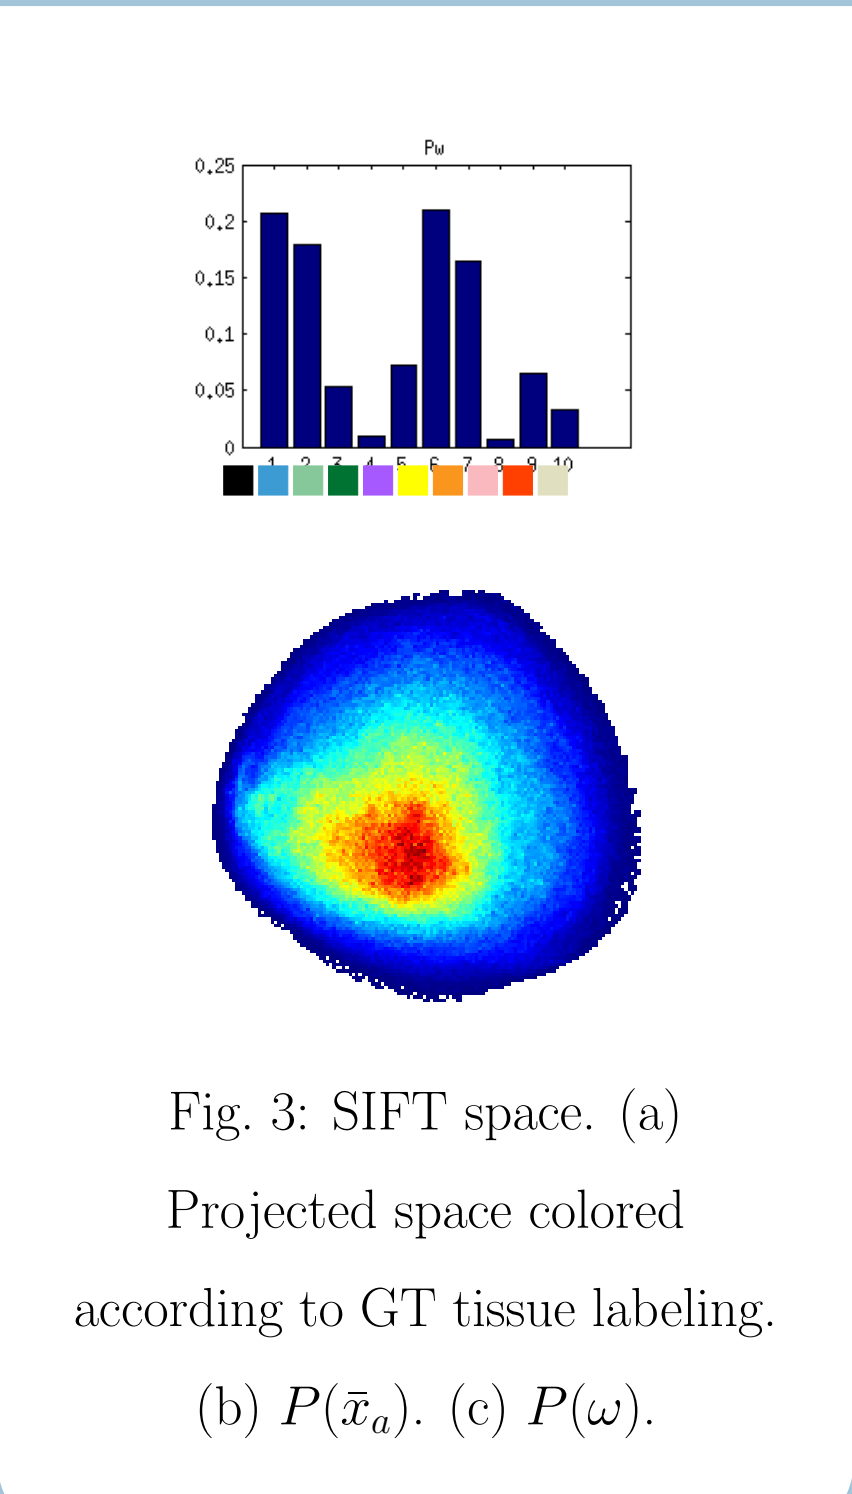 Pw
0.25
0.2
0.15
0.1
0.05
0
1 2 3 4 5 6 7 8 9 10
Fig. 3: SIFT space. (a)
Projected space colored
according to GT tissue labeling.
(b) P(x̄ₐ). (c) P(ω).